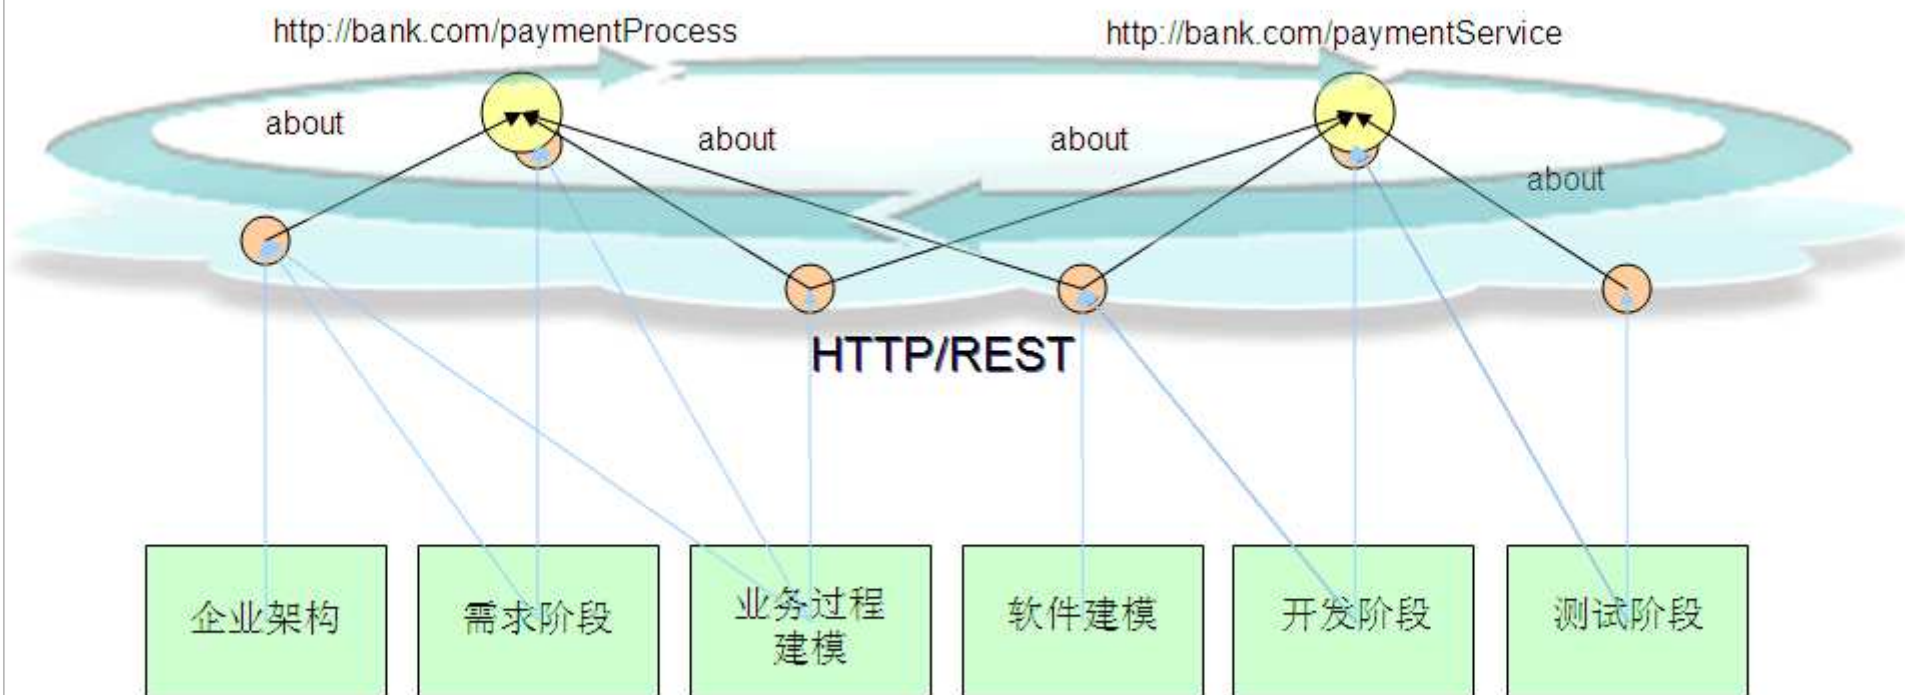 http://bank.com/paymentProcess
http://bank.com/paymentService
about
about
about
about
HTTP/REST
企业架构
需求阶段
业务过程
建模
软件建模
开发阶段
测试阶段